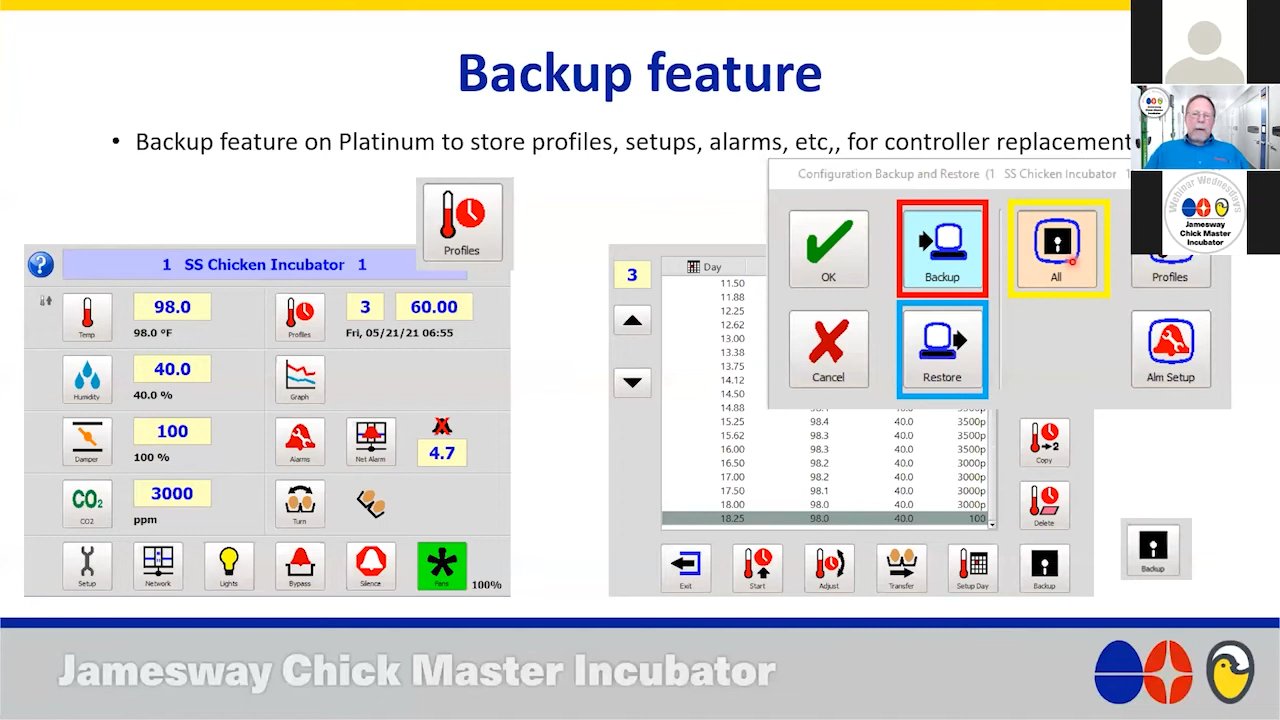 Backup feature
• Backup feature on Platinum to store profiles, setups, alarms, etc,, for controller replacement
Profiles
1 SS Chicken Incubator 1
Temp
98.0
98.0 °F
Profiles
3
60.00
Fri, 05/21/21 06:55
Humidity
40.0
40.0 %
Graph
Damper
100
100 %
Alarms
Net Alarm
4.7
CO2
CO2
3000
ppm
Turn
Setup
Network
Lights
Bypass
Silence
Fans
100%
3
Day
11.50
11.88
12.25
12.62
13.00
13.38
13.75
14.12
14.50
14.88 40.0 3500p
15.25 98.4 40.0 3500p
15.62 98.3 40.0 3500p
16.00 98.3 40.0 3500p
16.50 98.2 40.0 3000p
17.00 98.2 40.0 3000p
17.50 98.1 40.0 3000p
18.00 98.0 40.0 3000p
18.25 98.0 40.0 100
Copy
Delete
Exit
Start
Adjust
Transfer
Setup Day
Backup
Configuration Backup and Restore (1 SS Chicken Incubator 1
OK
Backup
All
Profiles
Cancel
Restore
Alm Setup
Backup
Webinar Wednesdays
Jamesway
Chick Master
Incubator
Jamesway
Chick Master
Incubator
Jamesway Chick Master Incubator